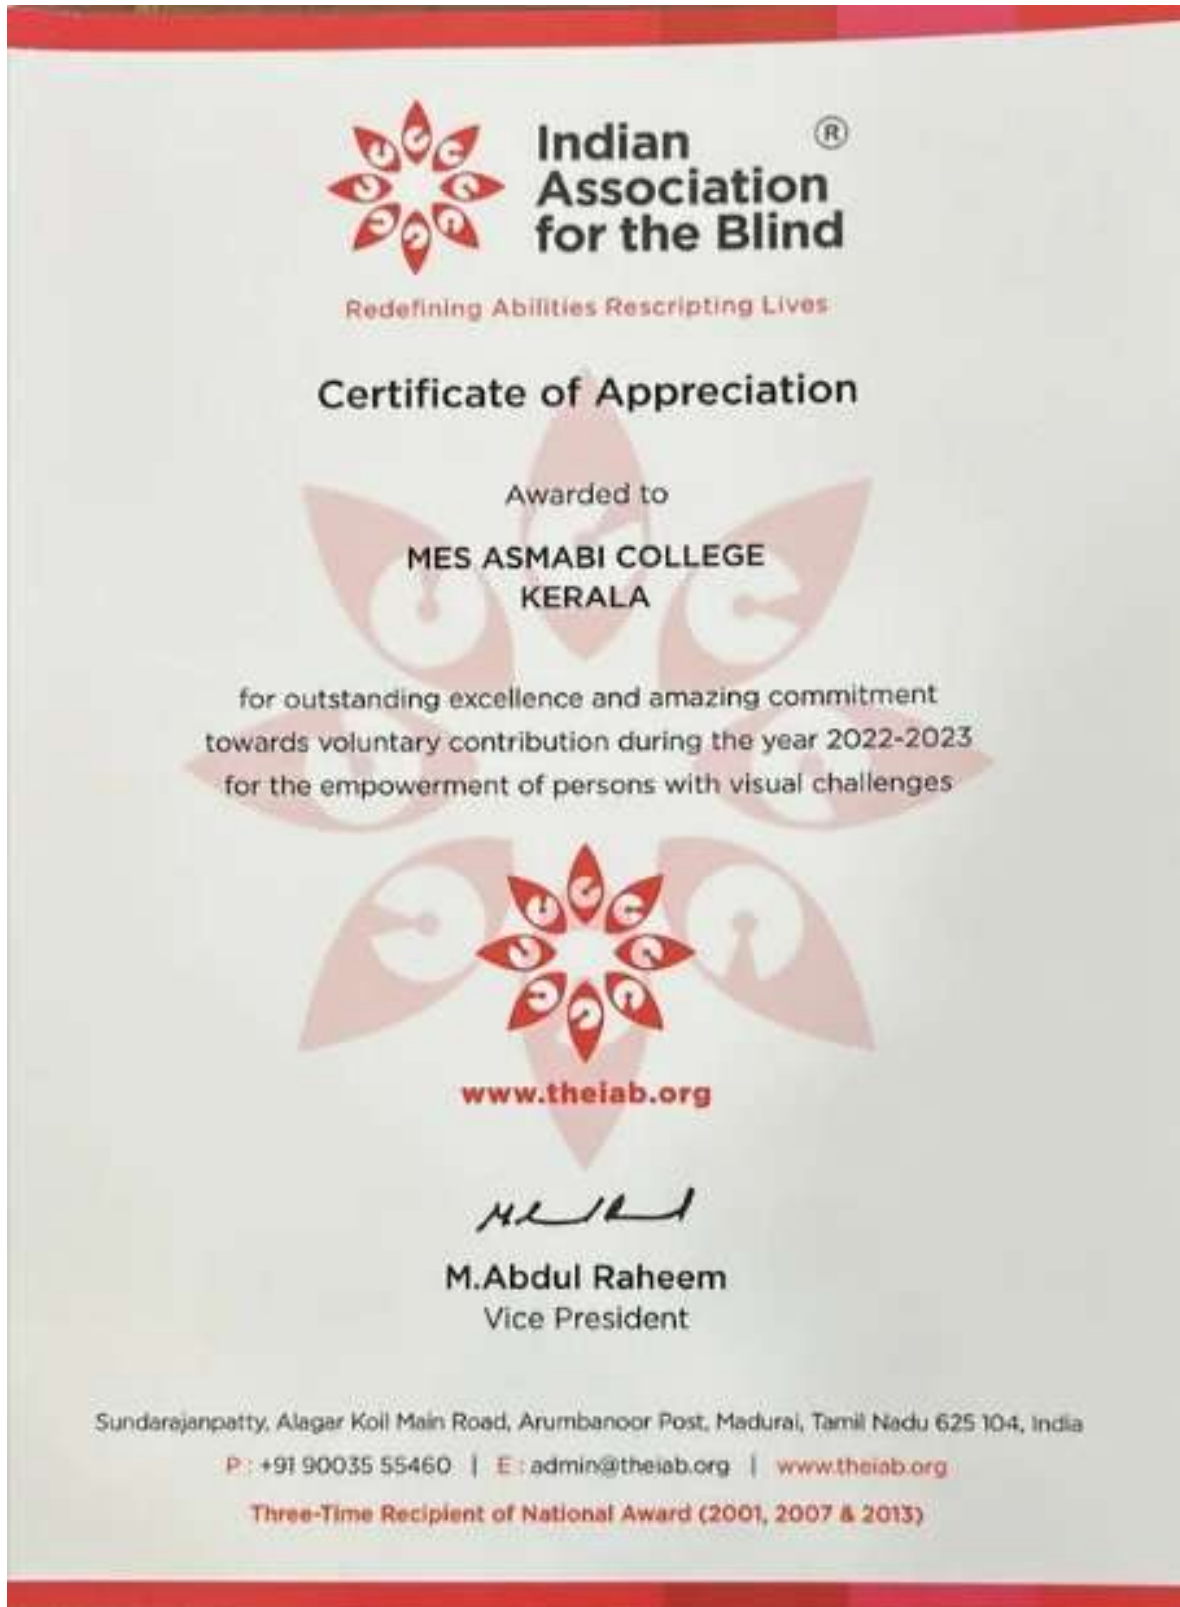 Indian ®
Association
for the Blind
Redefining Abilities Rescripting Lives
Certificate of Appreciation
Awarded to
MES ASMABI COLLEGE
KERALA
for outstanding excellence and amazing commitment
towards voluntary contribution during the year 2022-2023
for the empowerment of persons with visual challenges
www.theiab.org
M.Abdul Raheem
Vice President
Sundarajanpatty, Alagar Koil Main Road, Arumbanoor Post, Madurai, Tamil Nadu 625 104, India
P : +91 90035 55460 | E : admin@theiab.org | www.theiab.org
Three-Time Recipient of National Award (2001, 2007 & 2013)